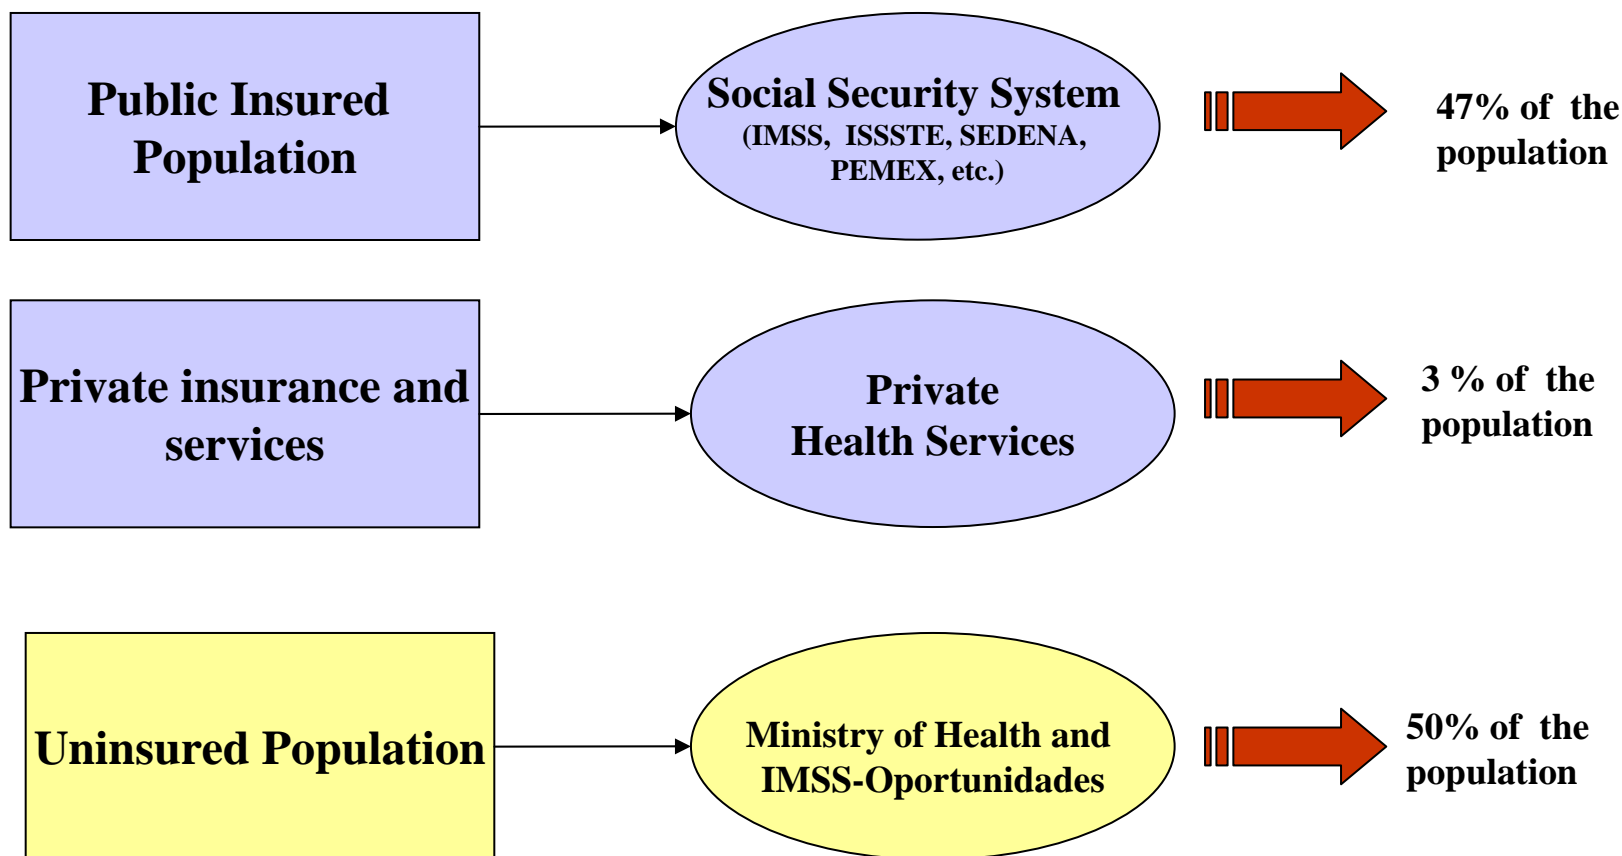 Public Insured
Population
Social Security System
(IMSS, ISSSTE, SEDENA,
PEMEX, etc.)
47% of the
population
Private insurance and
services
Private
Health Services
3 % of the
population
Uninsured Population
Ministry of Health and
IMSS-Oportunidades
50% of the
population